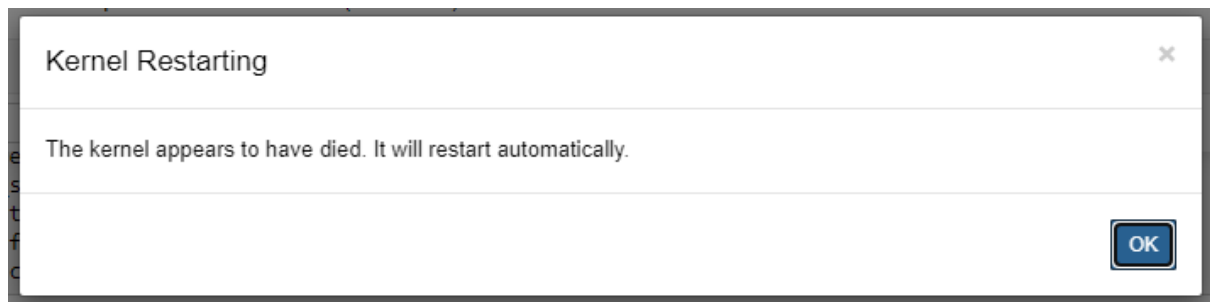 Kernel Restarting
×
The kernel appears to have died. It will restart automatically.
OK